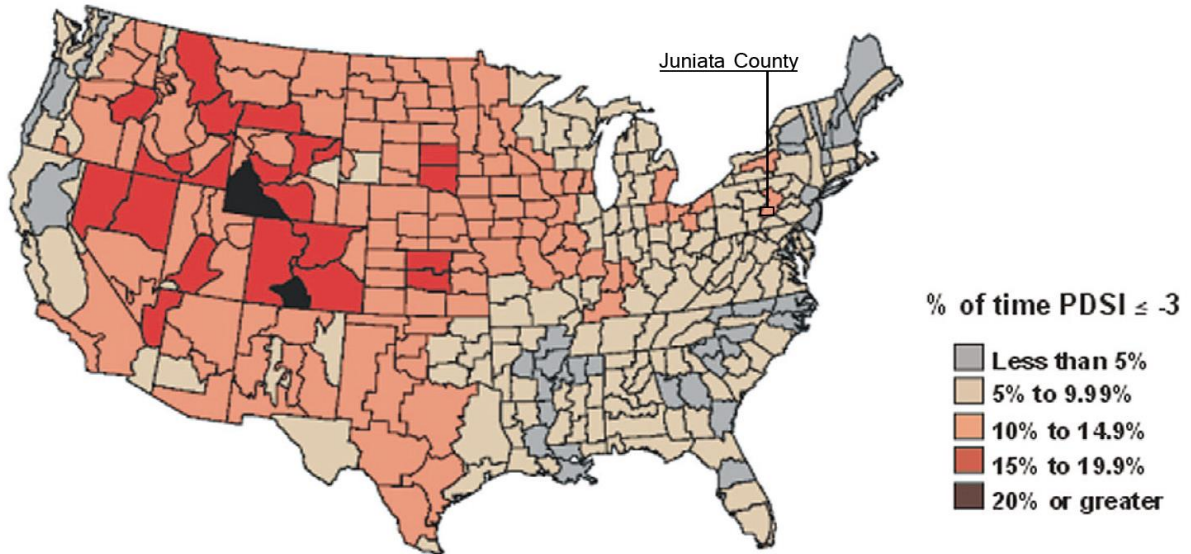 Juniata County
% of time PDSI ≤ -3
Less than 5%
5% to 9.99%
10% to 14.9%
15% to 19.9%
20% or greater